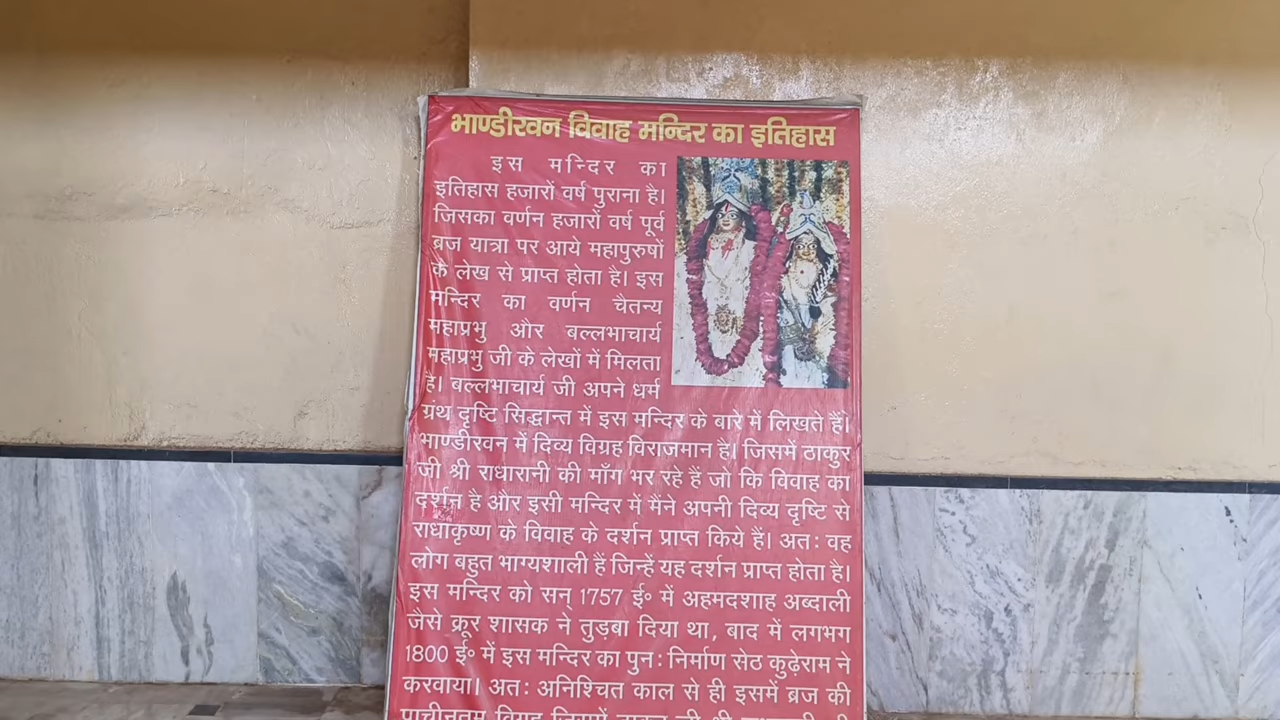 भाण्डीरवन विवाह मन्दिर का इतिहास
इस मन्दिर का
इतिहास हजारों वर्ष पुराना है।
जिसका वर्णन हजारों वर्ष पूर्व
ब्रज यात्रा पर आये महापुरुषों
के लेख से प्राप्त होता है। इस
मन्दिर का वर्णन चैतन्य
महाप्रभु और बल्लभाचार्य
महाप्रभु जी के लेखों में मिलता
है। बल्लभाचार्य जी अपने धर्म
ग्रंथ दृष्टि सिद्धान्त में इस मन्दिर के बारे में लिखते हैं।
भाण्डीरवन में दिव्य विग्रह विराजमान है। जिसमें ठाकुर
जी श्री राधारानी की माँग भर रहे हैं जो कि विवाह का
दर्शन है और इसी मन्दिर में मैंने अपनी दिव्य दृष्टि से
राधाकृष्ण के विवाह के दर्शन प्राप्त किये हैं। अतः वह
लोग बहुत भाग्यशाली हैं जिन्हें यह दर्शन प्राप्त होता है।
इस मन्दिर को सन् 1757 ई॰ में अहमदशाह अब्दाली
जैसे क्रूर शासक ने तुड़बा दिया था, बाद में लगभग
1800 ई॰ में इस मन्दिर का पुनः निर्माण सेठ कुढ़ेराम ने
करवाया। अतः अनिश्चित काल से ही इसमें ब्रज की
प्राचीनतम विग्रह जिसमें